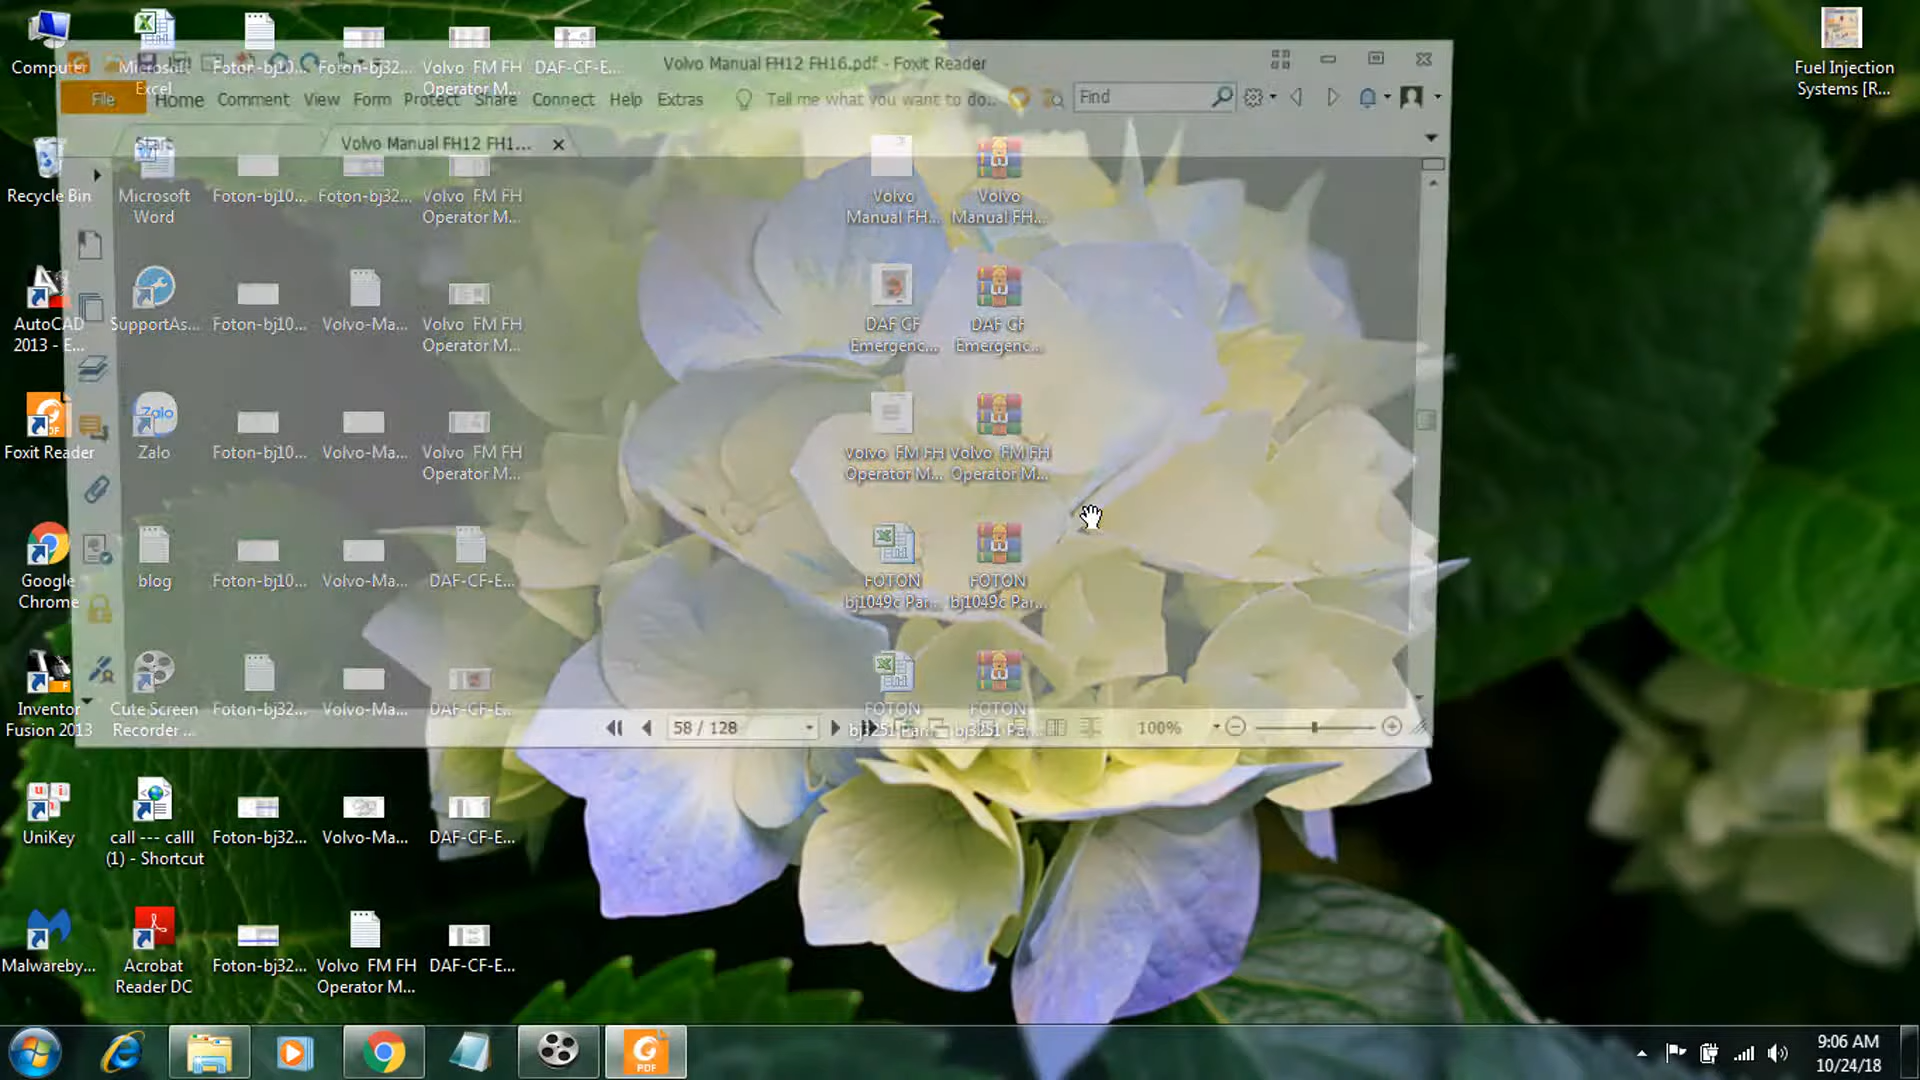 Volvo Manual FH12 FH16.pdf - Foxit Reader
File Home Comment View Form Protect Share Connect Help Extras Tell me what you want to do.. Find
Start Volvo Manual FH12 FH1...
58 / 128 100%
Computer
Recycle Bin
AutoCAD
2013 - E...
Foxit Reader
Google
Chrome
Inventor
Fusion 2013
UniKey
Malwareby...
Microsoft
Excel
Microsoft
Word
SupportAs...
Zalo
blog
Cute Screen
Recorder ...
call --- calll
(1) - Shortcut
Acrobat
Reader DC
Foton-bj10...
Foton-bj10...
Foton-bj10...
Foton-bj10...
Foton-bj10...
Foton-bj32...
Foton-bj32...
Foton-bj32...
Foton-bj32...
Foton-bj32...
Volvo-Ma...
Volvo-Ma...
Volvo-Ma...
Volvo-Ma...
Volvo-Ma...
Volvo FM FH
Operator M...
Volvo FM FH
Operator M...
Volvo FM FH
Operator M...
Volvo FM FH
Operator M...
Volvo FM FH
Operator M...
DAF-CF-E...
DAF-CF-E...
DAF-CF-E...
DAF-CF-E...
DAF-CF-E...
Volvo
Manual FH...
DAF CF
Emergenc...
Volvo FM FH
Operator M...
FOTON
bj1049c Par...
FOTON
bj3251 Par...
Volvo
Manual FH...
DAF CF
Emergenc...
Volvo FM FH
Operator M...
FOTON
bj1049c Par...
FOTON
bj3251 Pa...
Fuel Injection
Systems [R...
9:06 AM
10/24/18